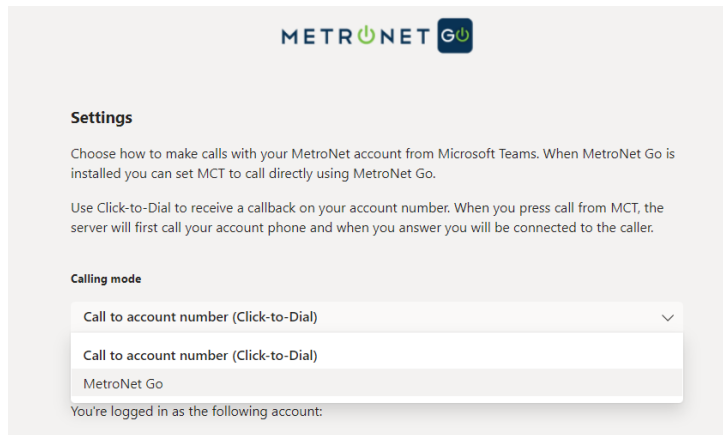 METRONET GO
Settings
Choose how to make calls with your MetroNet account from Microsoft Teams. When MetroNet Go is
installed you can set MCT to call directly using MetroNet Go.
Use Click-to-Dial to receive a callback on your account number. When you press call from MCT, the
server will first call your account phone and when you answer you will be connected to the caller.
Calling mode
Call to account number (Click-to-Dial)
Call to account number (Click-to-Dial)
MetroNet Go
You're logged in as the following account: